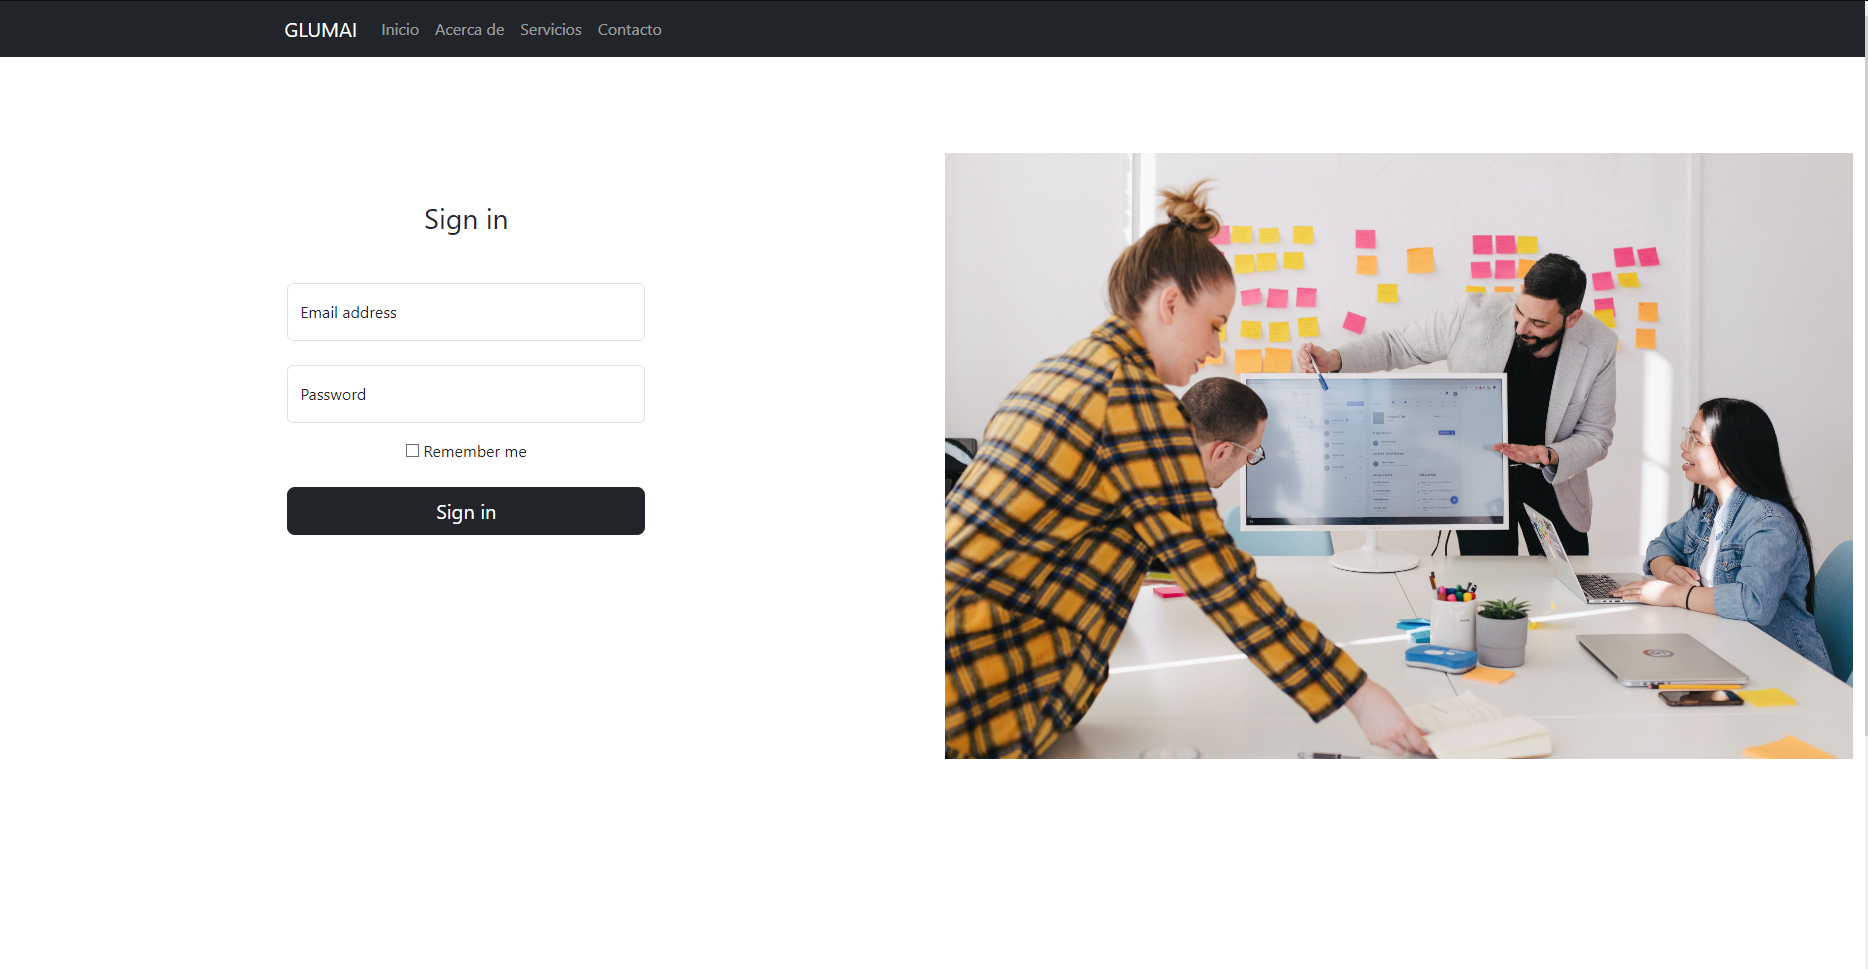 GLUMAI Inicio Acerca de Servicios Contacto
Sign in
Email address
Password
Remember me
Sign in